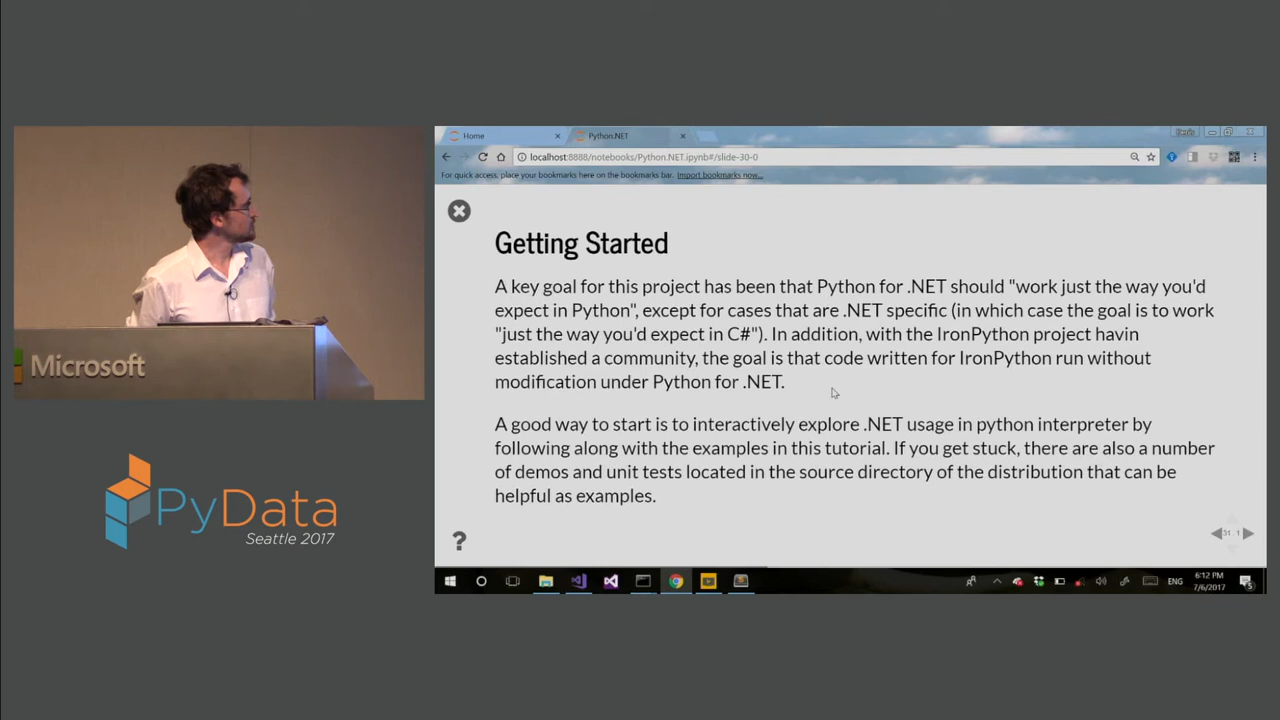 Home
Python.NET
Denis
localhost:8888/notebooks/Python.NET.ipynb#/slide-30-0
For quick access, place your bookmarks here on the bookmarks bar. Import bookmarks now...
Getting Started
A key goal for this project has been that Python for .NET should "work just the way you'd
expect in Python", except for cases that are .NET specific (in which case the goal is to work
"just the way you'd expect in C#"). In addition, with the IronPython project havin
established a community, the goal is that code written for IronPython run without
modification under Python for .NET.
A good way to start is to interactively explore .NET usage in python interpreter by
following along with the examples in this tutorial. If you get stuck, there are also a number
of demos and unit tests located in the source directory of the distribution that can be
helpful as examples.
?
31.1
ENG
6:12 PM
7/6/2017
5
Microsoft
PyData
Seattle 2017